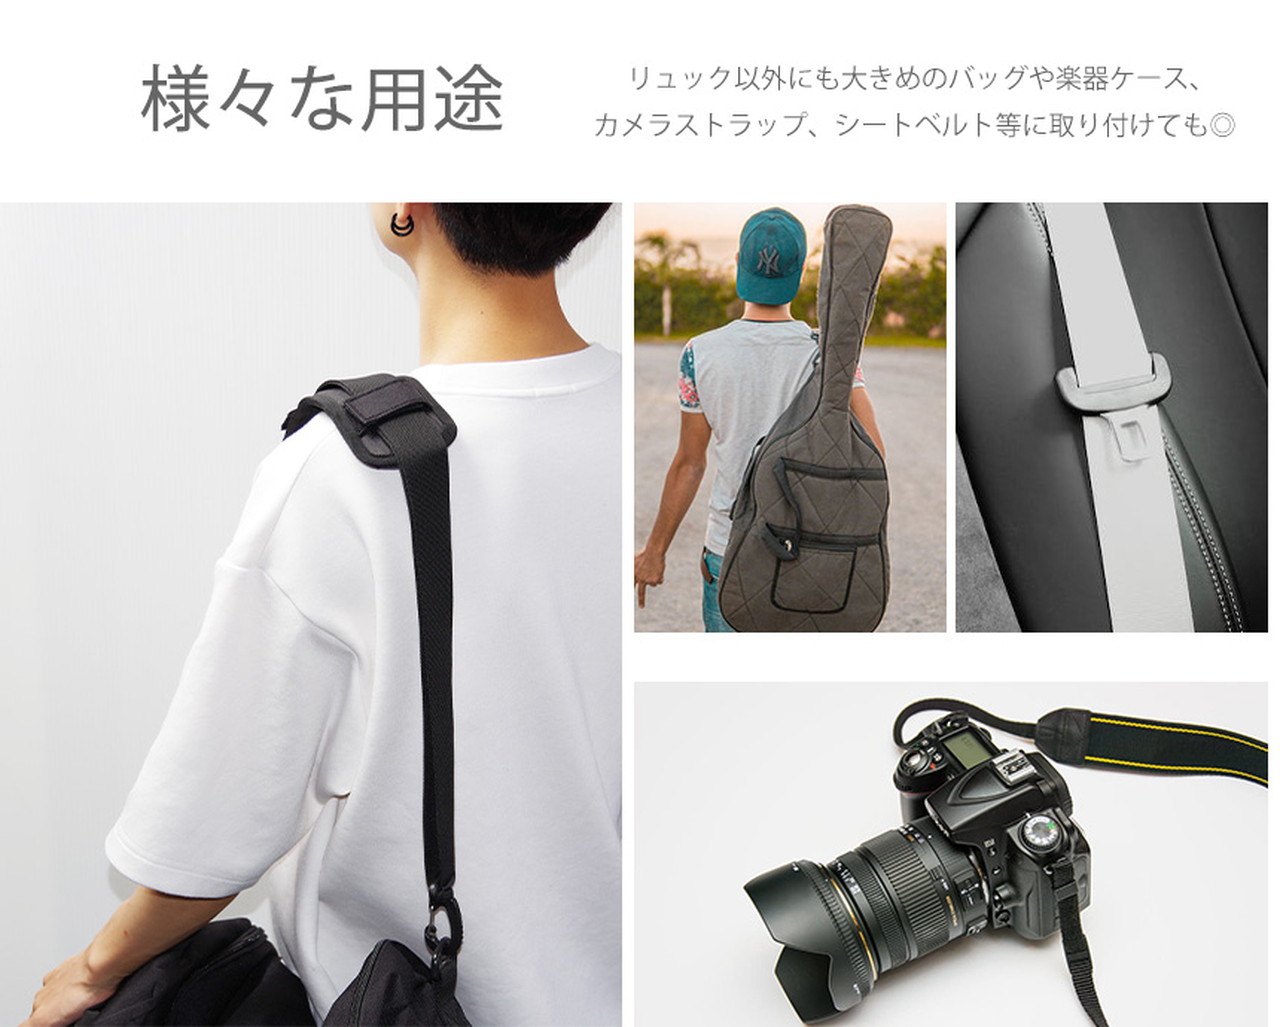 様々な用途
リュック以外にも大きめのバッグや楽器ケース、
カメラストラップ、シートベルト等に取り付けても◎
NY